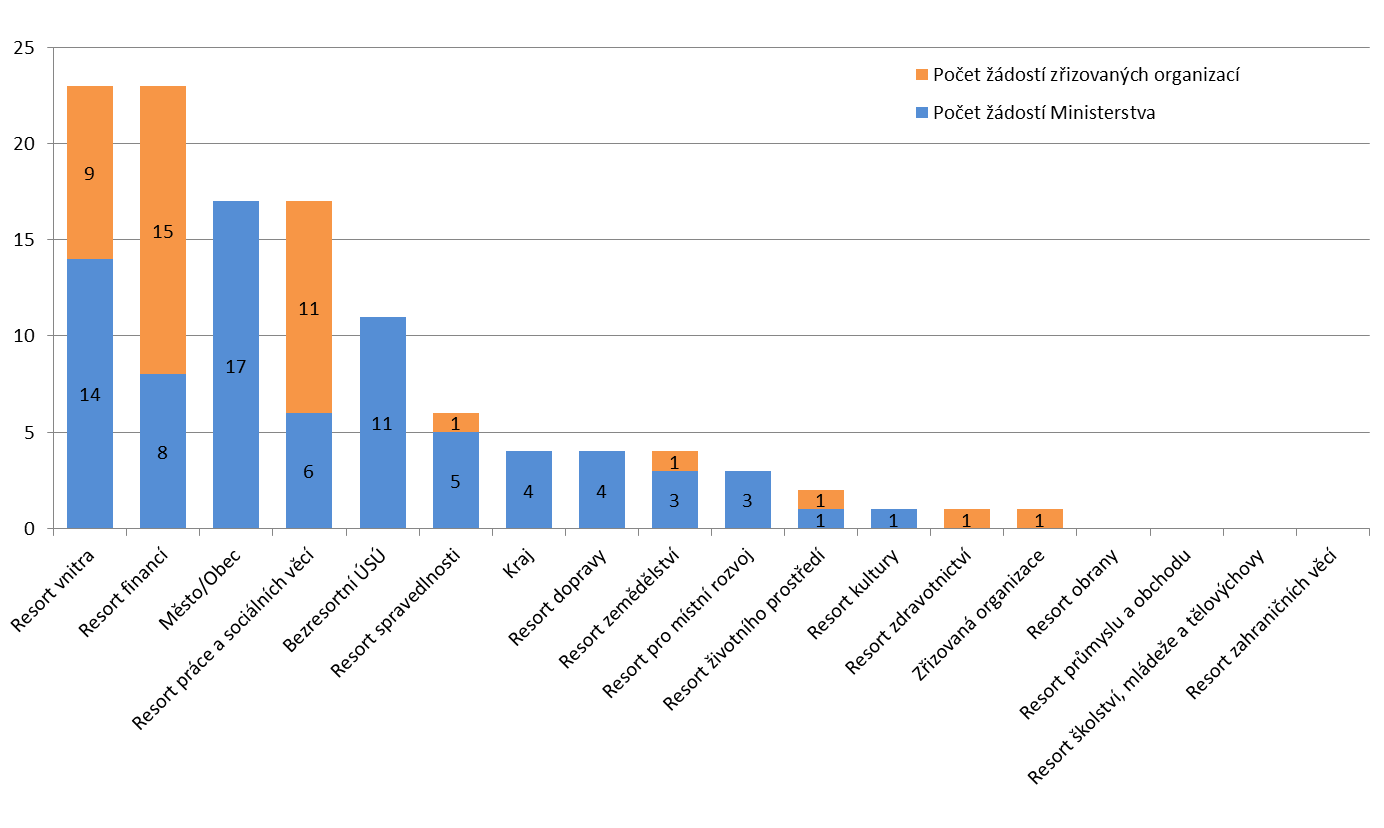 25
20
15
10
5
0
Počet žádostí zřizovaných organizací
Počet žádostí Ministerstva
9
14
15
8
17
11
6
11
1
5
4
4
1
3
3
1
1
1
1
1
Resort vnitra
Resort financí
Město/Obec
Resort práce a sociálních věcí
Bezresortní ÚSÚ
Resort spravedlnosti
Kraj
Resort dopravy
Resort zemědělství
Resort pro místní rozvoj
Resort životního prostředí
Resort kultury
Resort zdravotnictví
Zřizovaná organizace
Resort obrany
Resort průmyslu a obchodu
Resort školství, mládeže a tělovýchovy
Resort zahraničních věcí